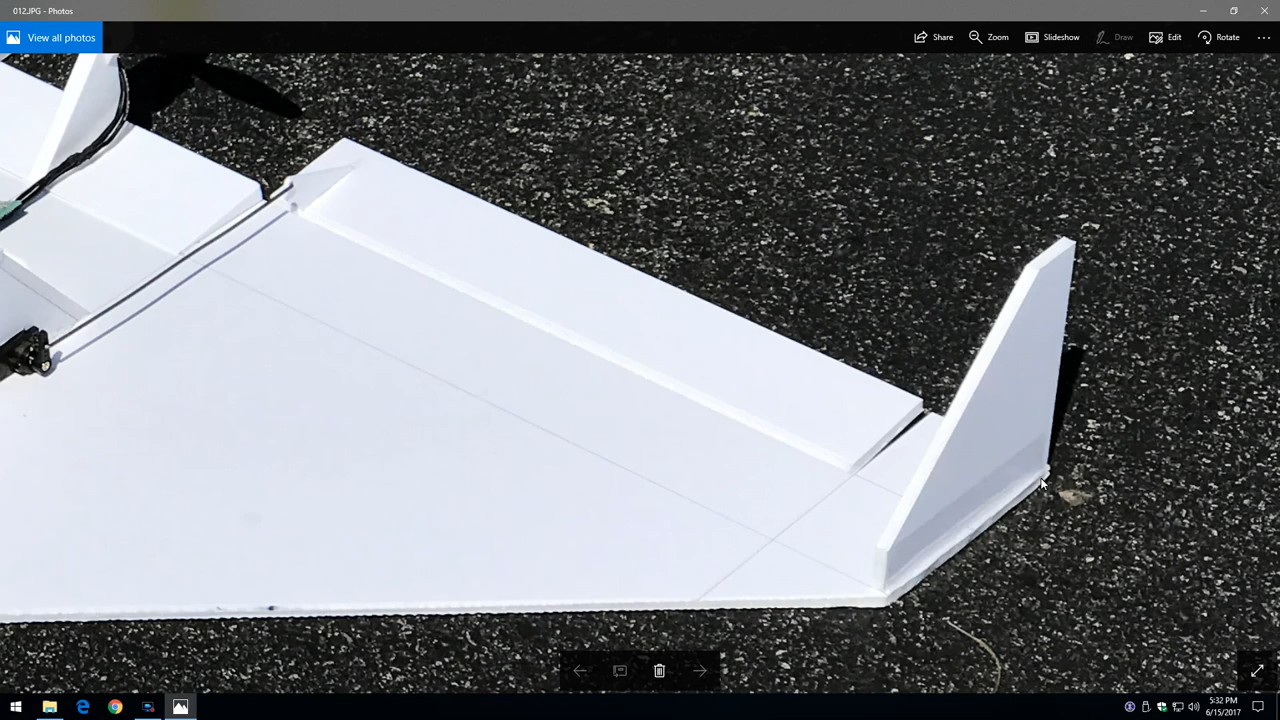 012.JPG - Photos
View all photos
Share
Zoom
Slideshow
Draw
Edit
Rotate
5:32 PM
6/15/2017